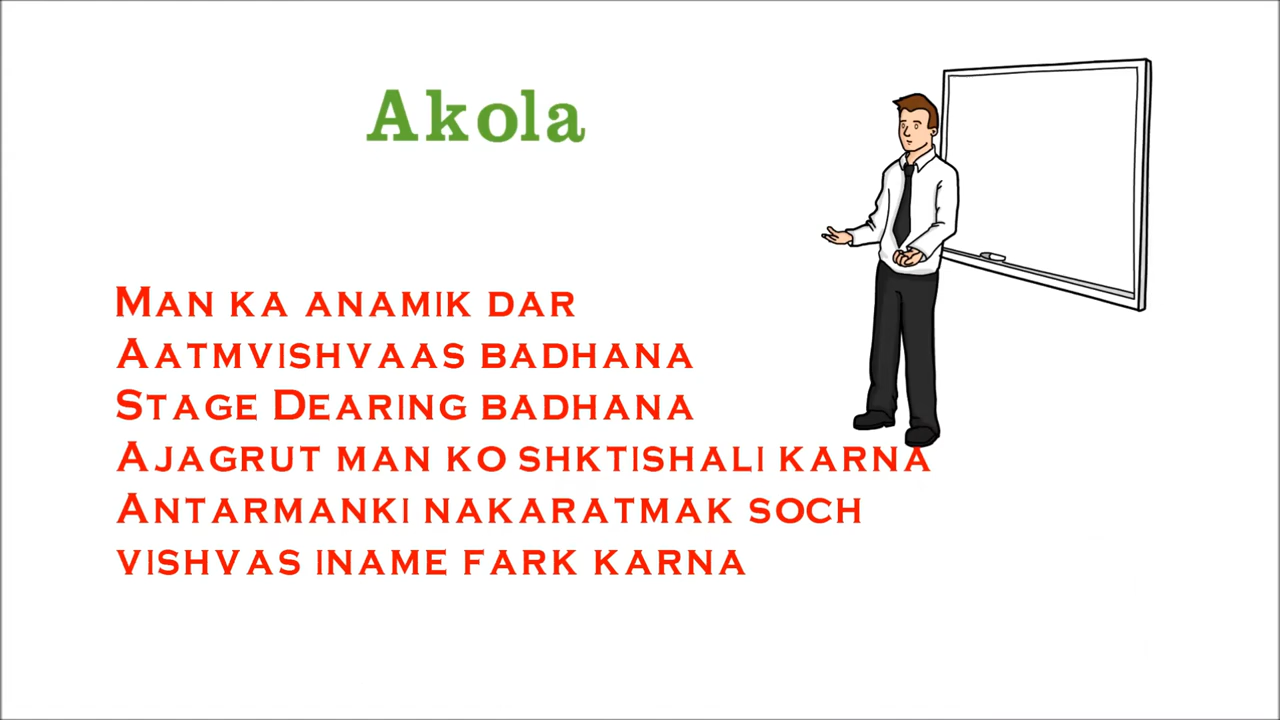 Akola
Man ka anamik dar
Aatmvishvaas badhana
Stage Dearing badhana
Ajagrut man ko shktishali karna
Antarmanki nakaratmak soch
vishvas iname fark karna